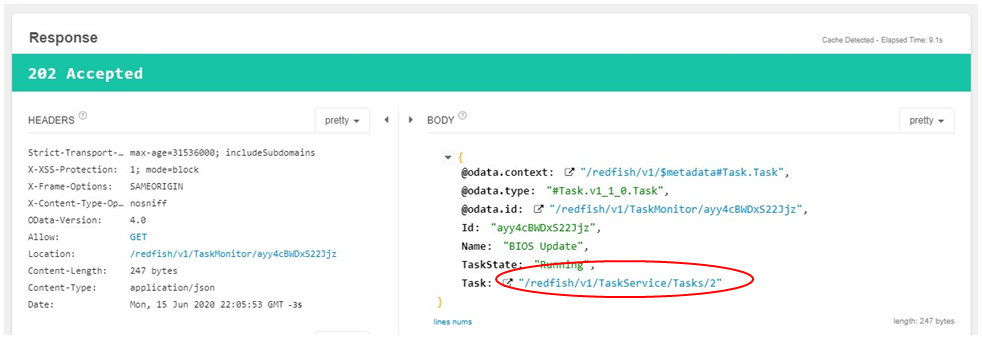 Response
Cache Detected - Elapsed Time: 9.1s
202 Accepted
HEADERS ?
pretty
Strict-Transport-… max-age=31536000; includeSubdomains
X-XSS-Protection: 1; mode=block
X-Frame-Options: SAMEORIGIN
X-Content-Type-Op… nosniff
OData-Version: 4.0
Allow: GET
Location: /redfish/v1/TaskMonitor/ayy4cBWDxS22Jjz
Content-Length: 247 bytes
Content-Type: application/json
Date: Mon, 15 Jun 2020 22:05:53 GMT -3s
BODY ?
pretty
{
@odata.context: "/redfish/v1/$metadata#Task.Task",
@odata.type: "#Task.v1_1_0.Task",
@odata.id: "/redfish/v1/TaskMonitor/ayy4cBWDxS22Jjz",
Id: "ayy4cBWDxS22Jjz",
Name: "BIOS Update",
TaskState: "Running",
Task: "/redfish/v1/TaskService/Tasks/2"
}
lines nums
length: 247 bytes